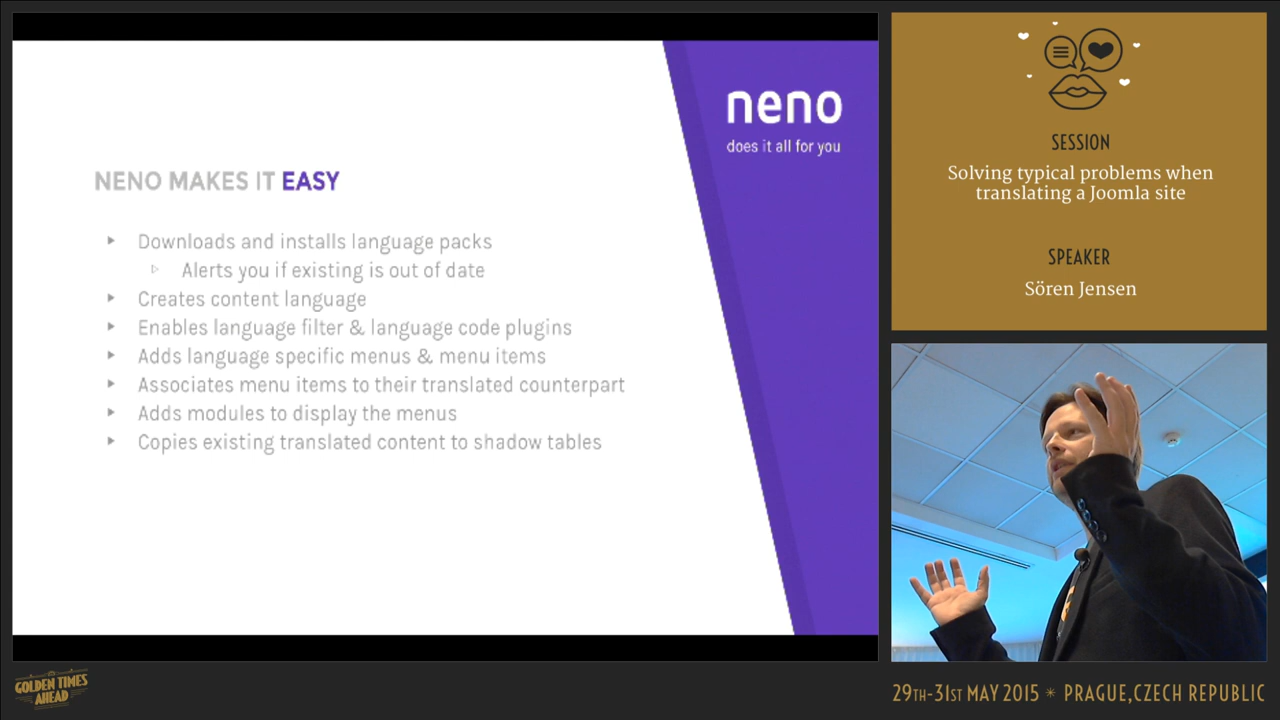 neno
does it all for you
NENO MAKES IT EASY
Downloads and installs language packs
Alerts you if existing is out of date
Creates content language
Enables language filter & language code plugins
Adds language specific menus & menu items
Associates menu items to their translated counterpart
Adds modules to display the menus
Copies existing translated content to shadow tables
SESSION
Solving typical problems when
translating a Joomla site
SPEAKER
Sören Jensen
GOLDEN TIMES
AHEAD
29TH-31ST MAY 2015 * PRAGUE,CZECH REPUBLIC